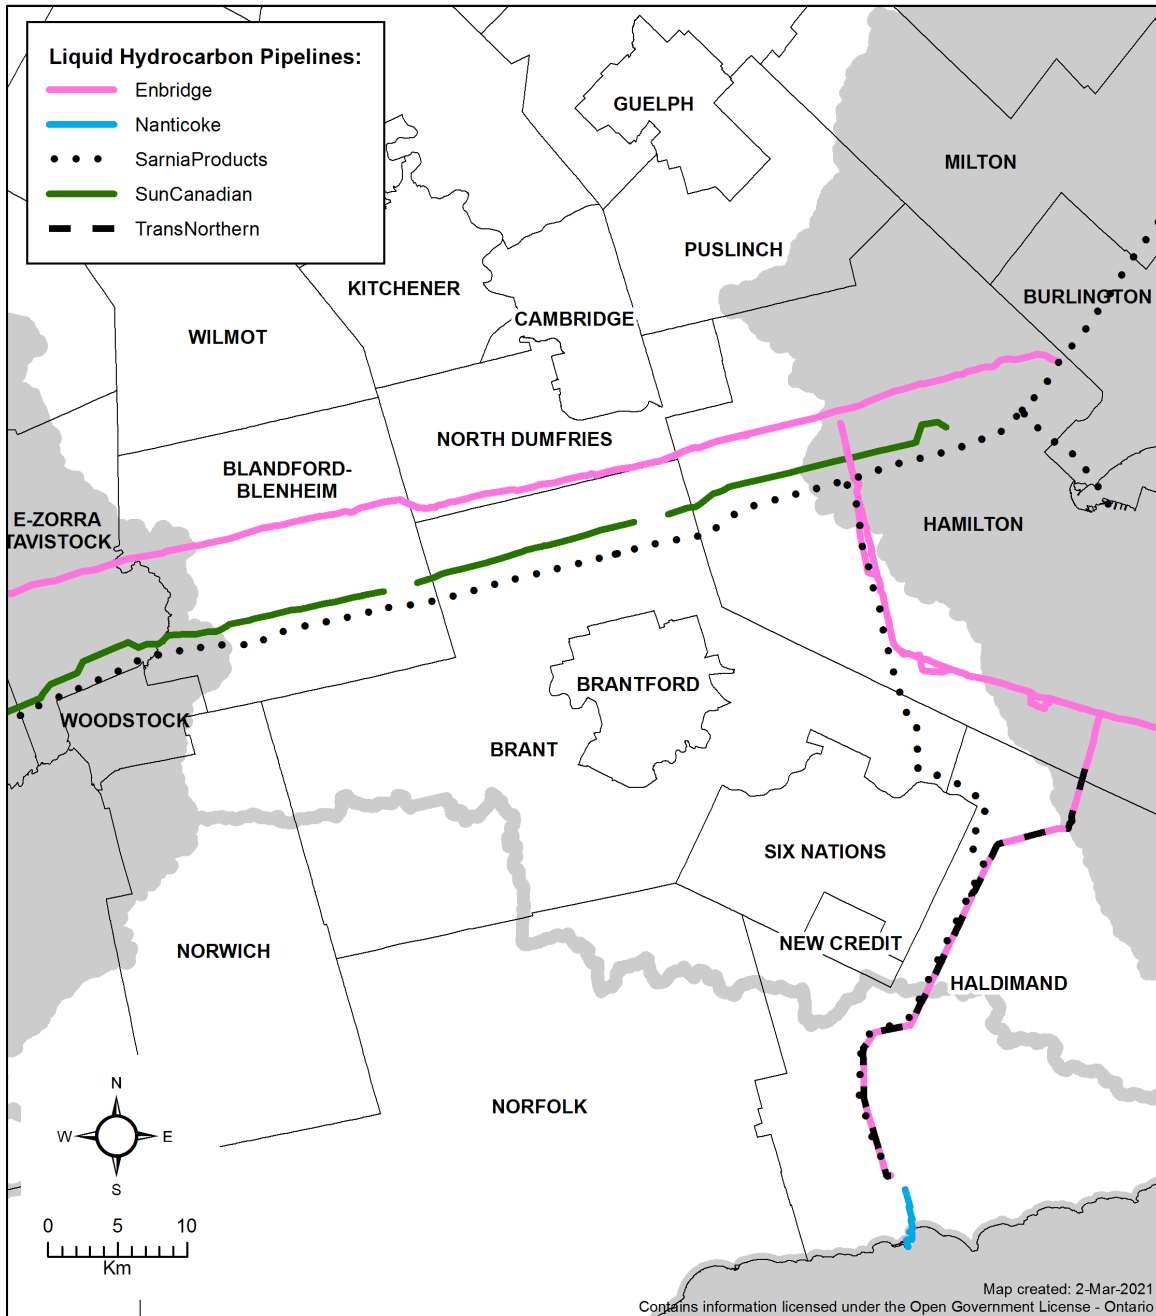 Liquid Hydrocarbon Pipelines:
Enbridge
Nanticoke
SarniaProducts
SunCanadian
TransNorthern
GUELPH
MILTON
PUSLINCH
KITCHENER
BURLINGTON
CAMBRIDGE
WILMOT
NORTH DUMFRIES
BLANDFORD-
BLENHEIM
E-ZORRA
TAVISTOCK
HAMILTON
BRANTFORD
WOODSTOCK
BRANT
SIX NATIONS
NEW CREDIT
NORWICH
HALDIMAND
NORFOLK
N
W E
S
0 5 10
Km
Map created: 2-Mar-2021
Contains information licensed under the Open Government License - Ontario